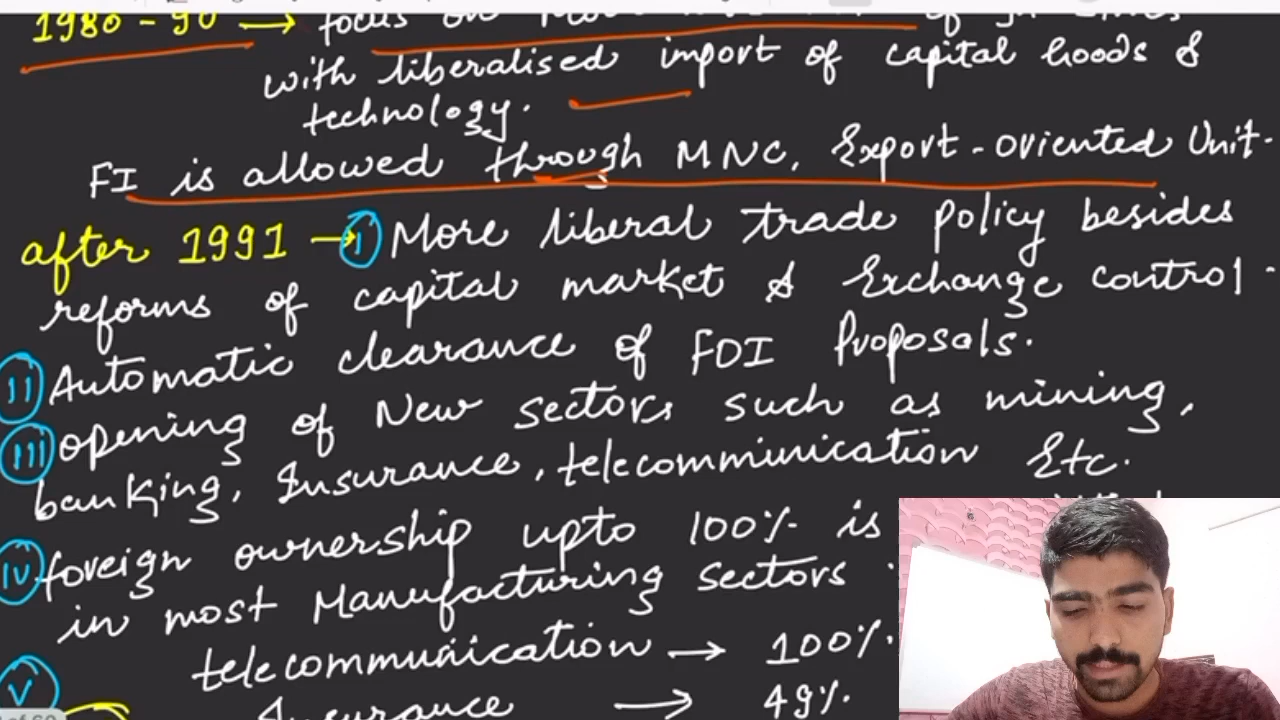 1980 - 90 → focus on
with liberalised import of capital Goods &
technology.
FI is allowed through MNC, Export-oriented Unit.
after 1991 → (i) More liberal trade policy besides
reforms of capital market & Exchange control.
(ii) Automatic clearance of FDI Proposals.
(iii) opening of New sectors such as mining,
banking, Insurance, telecommunication Etc.
(iv) foreign ownership upto 100% is
in most Manufacturing sectors.
(v) telecommunication → 100%.
Insurance → 49%.